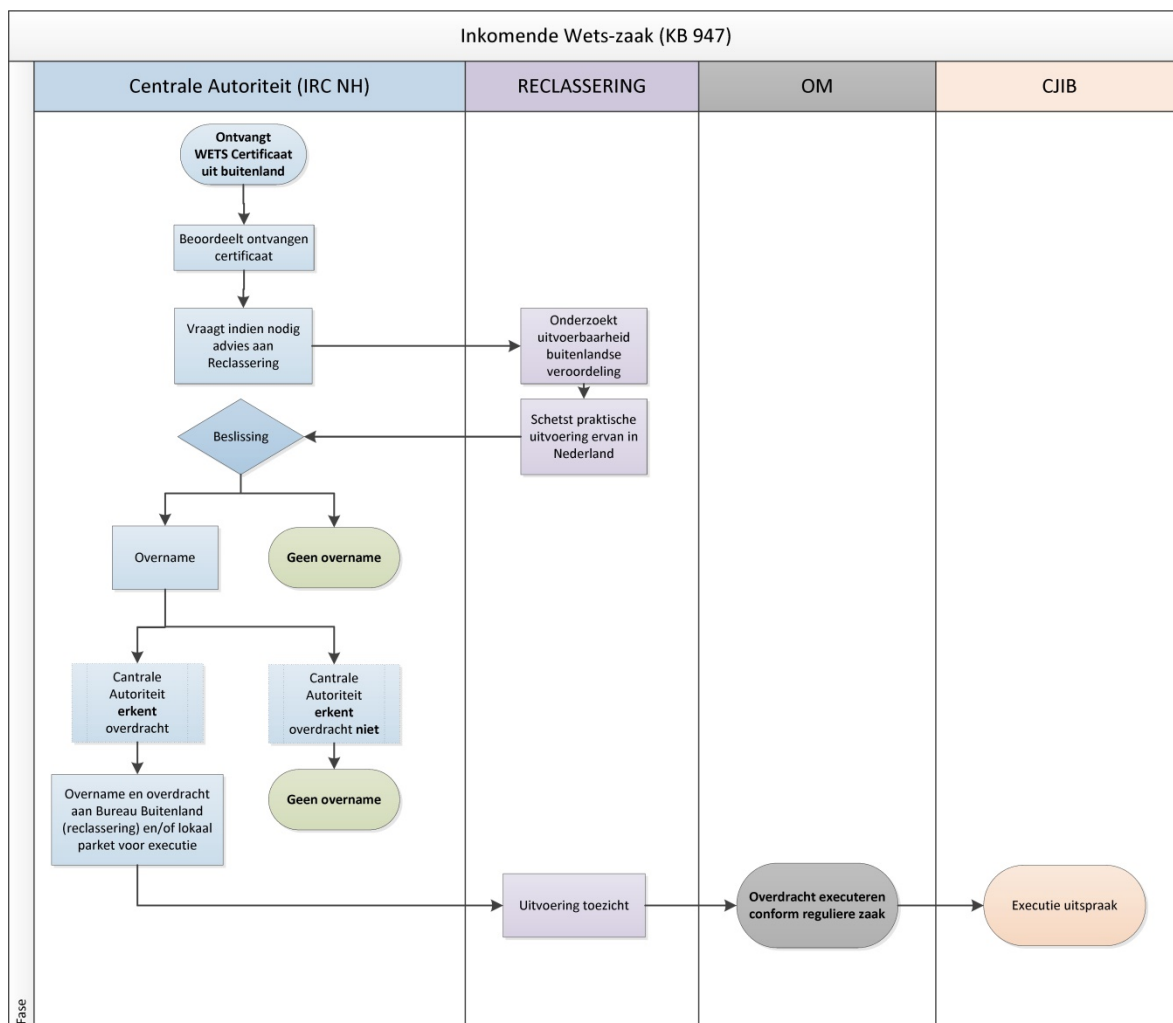 Inkomende Wets-zaak (KB 947)
Centrale Autoriteit (IRC NH)
RECLASSERING
OM
CJIB
Ontvangt
WETS Certificaat
uit buitenland
Beoordeelt ontvangen
certificaat
Vraagt indien nodig
advies aan
Reclassering
Onderzoekt
uitvoerbaarheid
buitenlandse
veroordeling
Schetst praktische
uitvoering ervan in
Nederland
Beslissing
Overname
Geen overname
Cantrale
Autoriteit
erkent
overdracht
Cantrale
Autoriteit
erkent
overdracht niet
Overname en overdracht
aan Bureau Buitenland
(reclassering) en/of lokaal
parket voor executie
Geen overname
Uitvoering toezicht
Overdracht executeren
conform reguliere zaak
Executie uitspraak
Fase